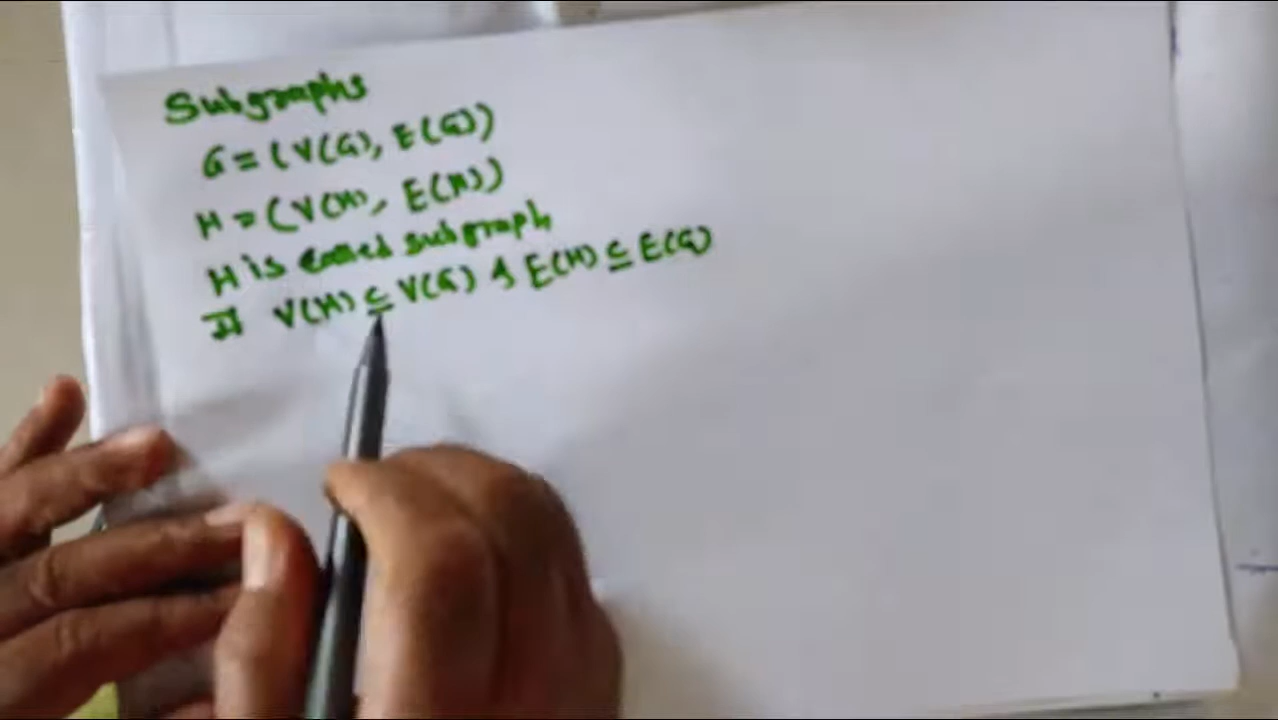 Subgraphs
G = (V(G), E(G))
H = (V(H), E(H))
H is called subgraph,
If V(H) ⊆ V(G) & E(H) ⊆ E(G)